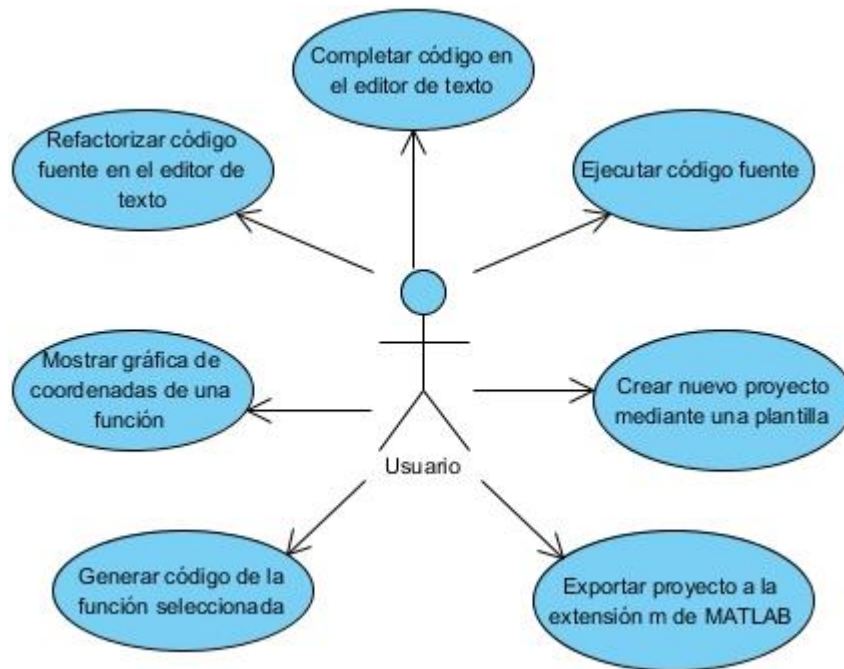 Completar código en
el editor de texto
Refactorizar código
fuente en el editor de
texto
Ejecutar código fuente
Mostrar gráfica de
coordenadas de una
función
Crear nuevo proyecto
mediante una plantilla
Usuario
Generar código de la
función seleccionada
Exportar proyecto a la
extensión m de MATLAB